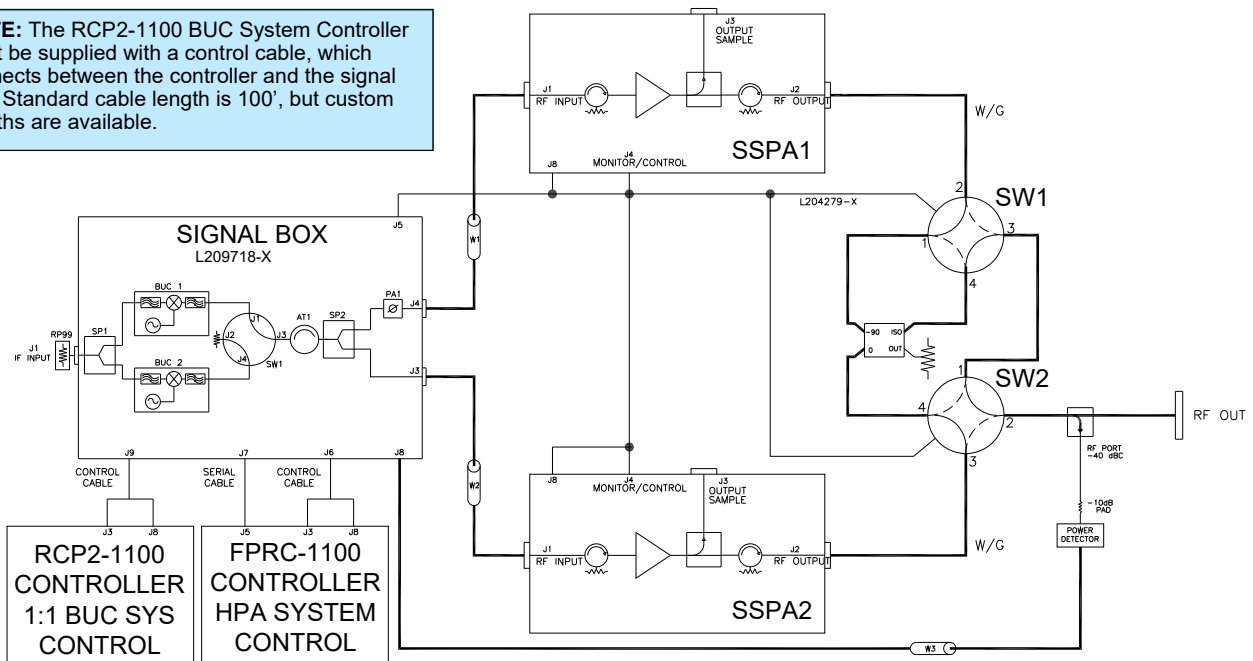 TE: The RCP2-1100 BUC System Controller
t be supplied with a control cable, which
nects between the controller and the signal
Standard cable length is 100’, but custom
ths are available.
J3
OUTPUT
SAMPLE
J1
RF INPUT
J2
RF OUTPUT
SSPA1
J8
J4
MONITOR/CONTROL
W/G
L204279-X
2
SW1
1
3
4
J5
SIGNAL BOX
L209718-X
W1
BUC 1
PA1
J4
RP99
J1
IF INPUT
SP1
J1
J2
J3
J4
SW1
AT1
SP2
BUC 2
J3
-90
ISO
0
OUT
1
SW2
4
2
3
RF OUT
RF PORT
-40 dBC
-10dB
PAD
POWER
DETECTOR
J9
J7
J6
J8
CONTROL
CABLE
SERIAL
CABLE
CONTROL
CABLE
W2
J8
J4
MONITOR/CONTROL
J3
OUTPUT
SAMPLE
J1
RF INPUT
J2
RF OUTPUT
SSPA2
W/G
J3
J8
RCP2-1100
CONTROLLER
1:1 BUC SYS
CONTROL
J5
J3
J8
FPRC-1100
CONTROLLER
HPA SYSTEM
CONTROL
W3